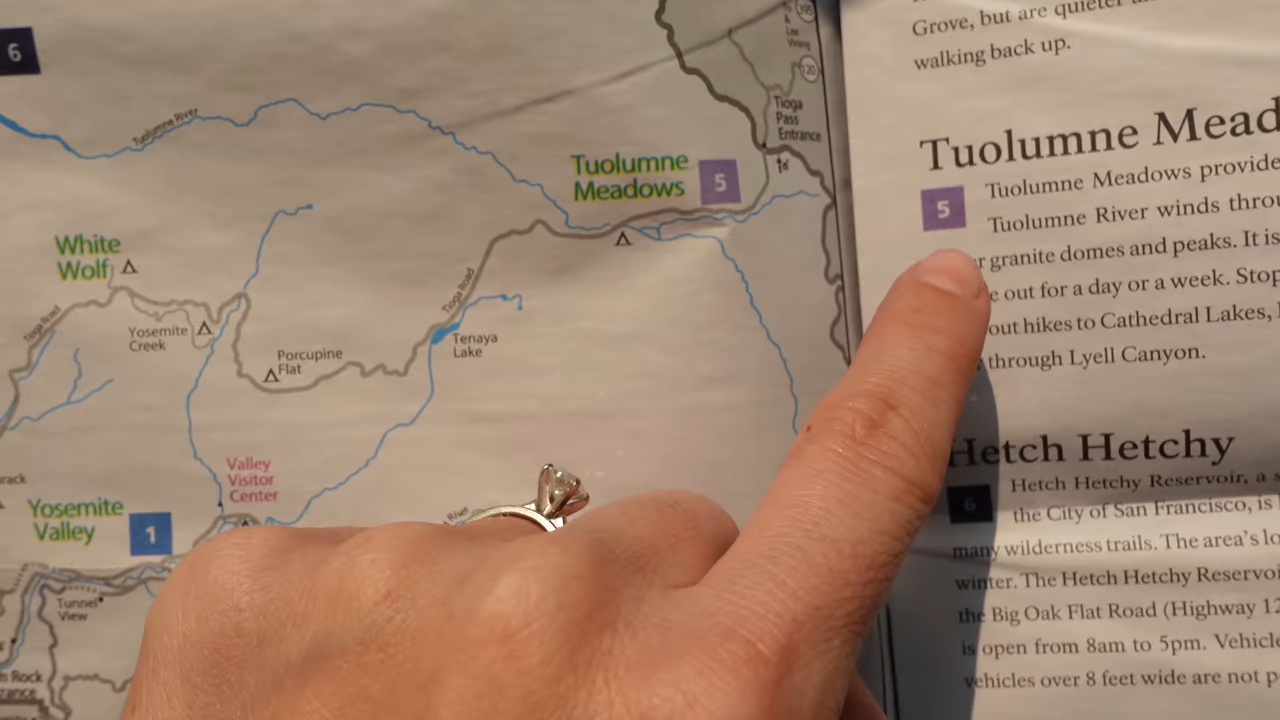 6
Tuolumne River
395
To
&
Lee
Vining
120
Tioga
Pass
Entrance
Tuolumne
Meadows
5
White
Wolf
Tioga Road
Yosemite
Creek
Tioga Road
Tenaya
Lake
Porcupine
Flat
Valley
Visitor
Center
Yosemite
Valley
1
River
Tunnel
View
Rock
Grove, but are quieter
walking back up.
Tuolumne Mead
5
Tuolumne Meadows provide
Tuolumne River winds throu
granite domes and peaks. It is
out for a day or a week. Stop
out hikes to Cathedral Lakes,
through Lyell Canyon.
Hetch Hetchy
6
Hetch Hetchy Reservoir, a s
the City of San Francisco, is
many wilderness trails. The area's lo
winter. The Hetch Hetchy Reservoi
the Big Oak Flat Road (Highway 12
is open from 8am to 5pm. Vehicle
vehicles over 8 feet wide are not p